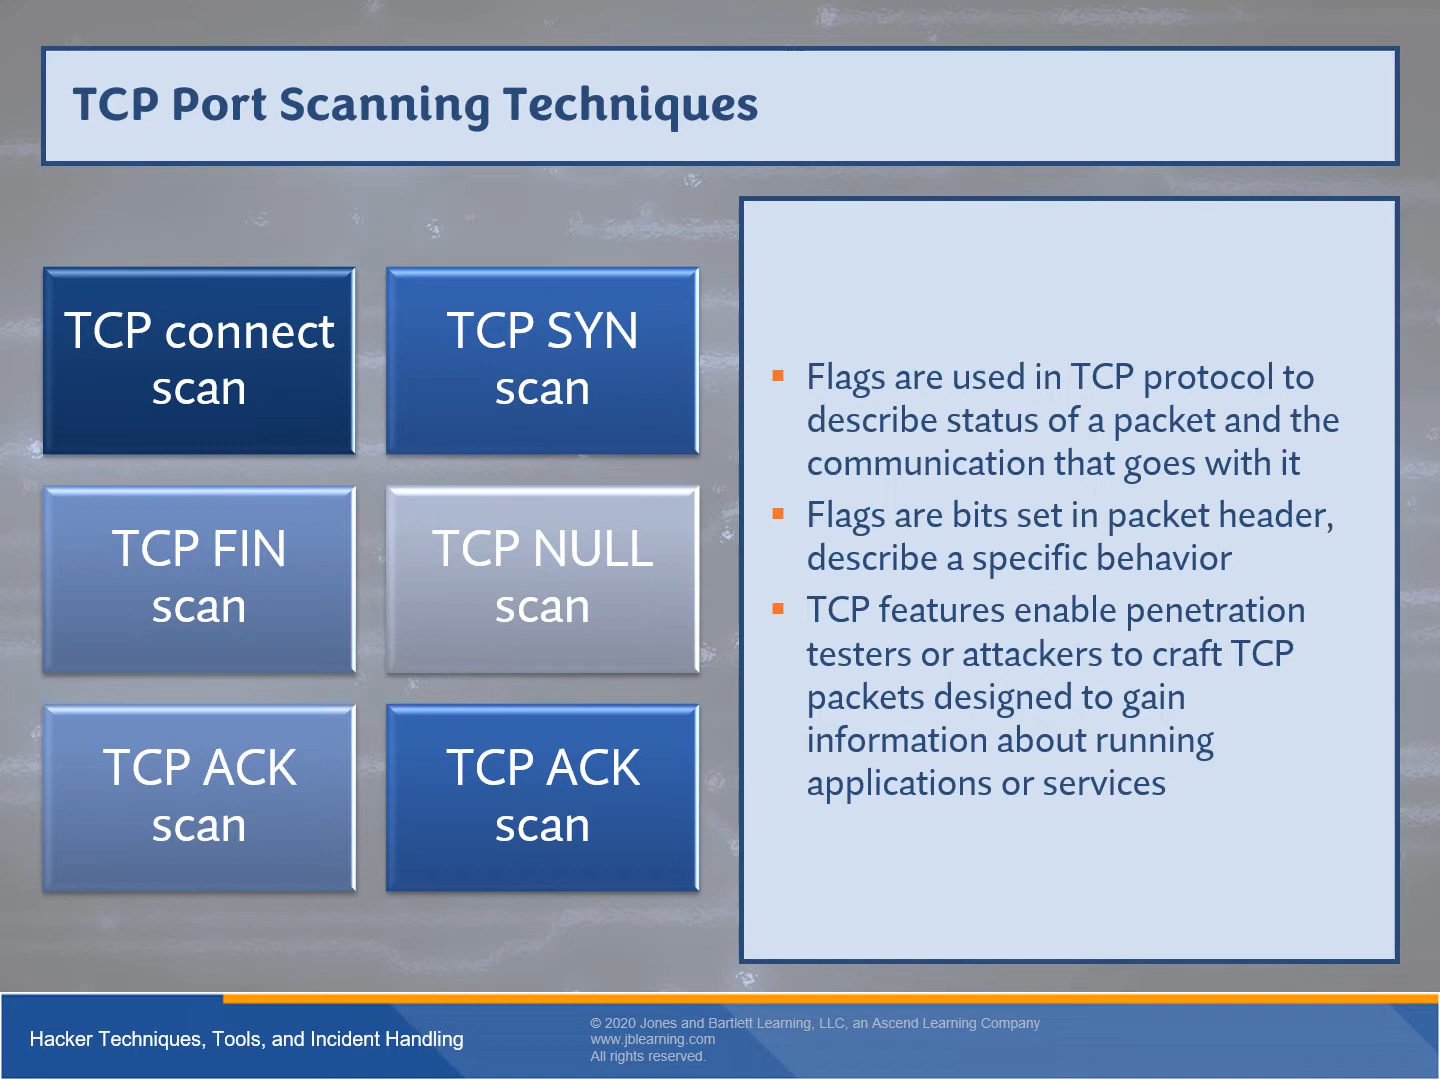 TCP Port Scanning Techniques
TCP connect
scan
TCP SYN
scan
TCP FIN
scan
TCP NULL
scan
TCP ACK
scan
TCP ACK
scan
Flags are used in TCP protocol to
describe status of a packet and the
communication that goes with it
Flags are bits set in packet header,
describe a specific behavior
TCP features enable penetration
testers or attackers to craft TCP
packets designed to gain
information about running
applications or services
Hacker Techniques, Tools, and Incident Handling
© 2020 Jones and Bartlett Learning, LLC, an Ascend Learning Company
www.jblearning.com
All rights reserved.